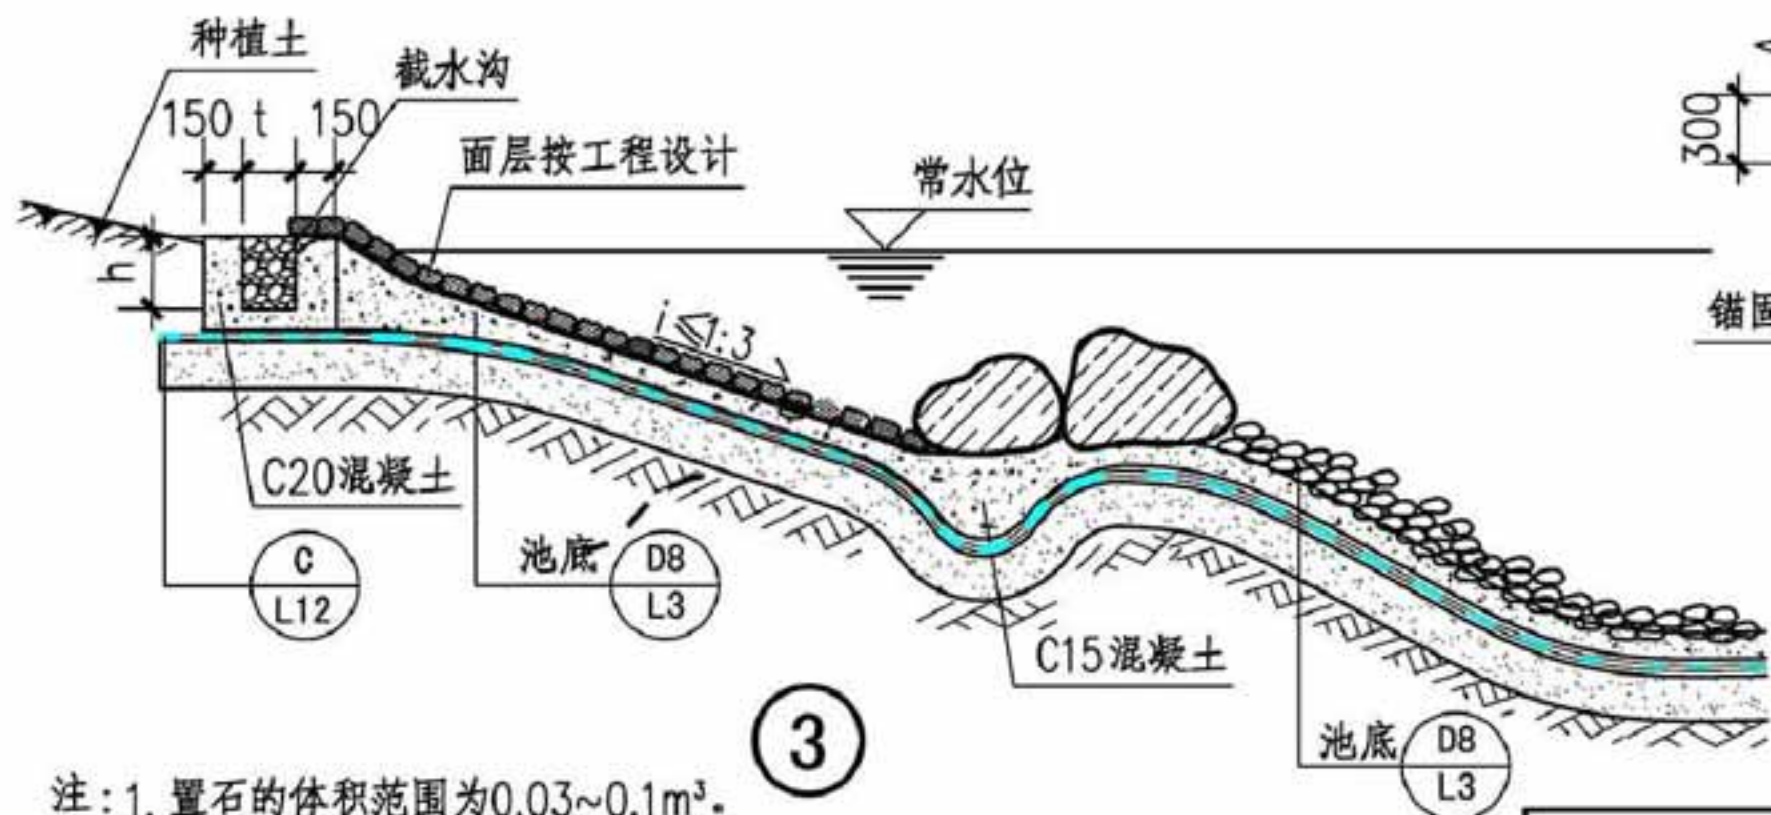 种植土
截水沟
150 t 150
面层按工程设计
常水位
300
h
i≤1:3
锚固
C20混凝土
C
L12
池底
D8
L3
C15混凝土
池底
D8
L3
3
注:1. 置石的体积范围为0.03~0.1m³。